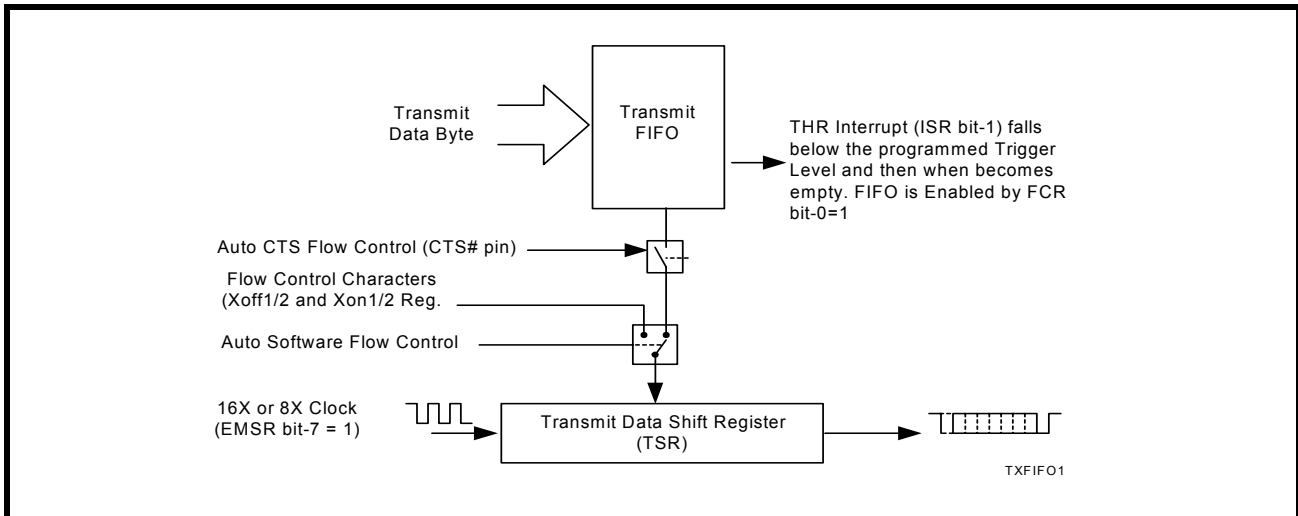 Transmit
FIFO
Transmit
Data Byte
THR Interrupt (ISR bit-1) falls
below the programmed Trigger
Level and then when becomes
empty. FIFO is Enabled by FCR
bit-0=1
Auto CTS Flow Control (CTS# pin)
Flow Control Characters
(Xoff1/2 and Xon1/2 Reg.
Auto Software Flow Control
16X or 8X Clock
(EMSR bit-7 = 1)
Transmit Data Shift Register
(TSR)
TXFIFO1